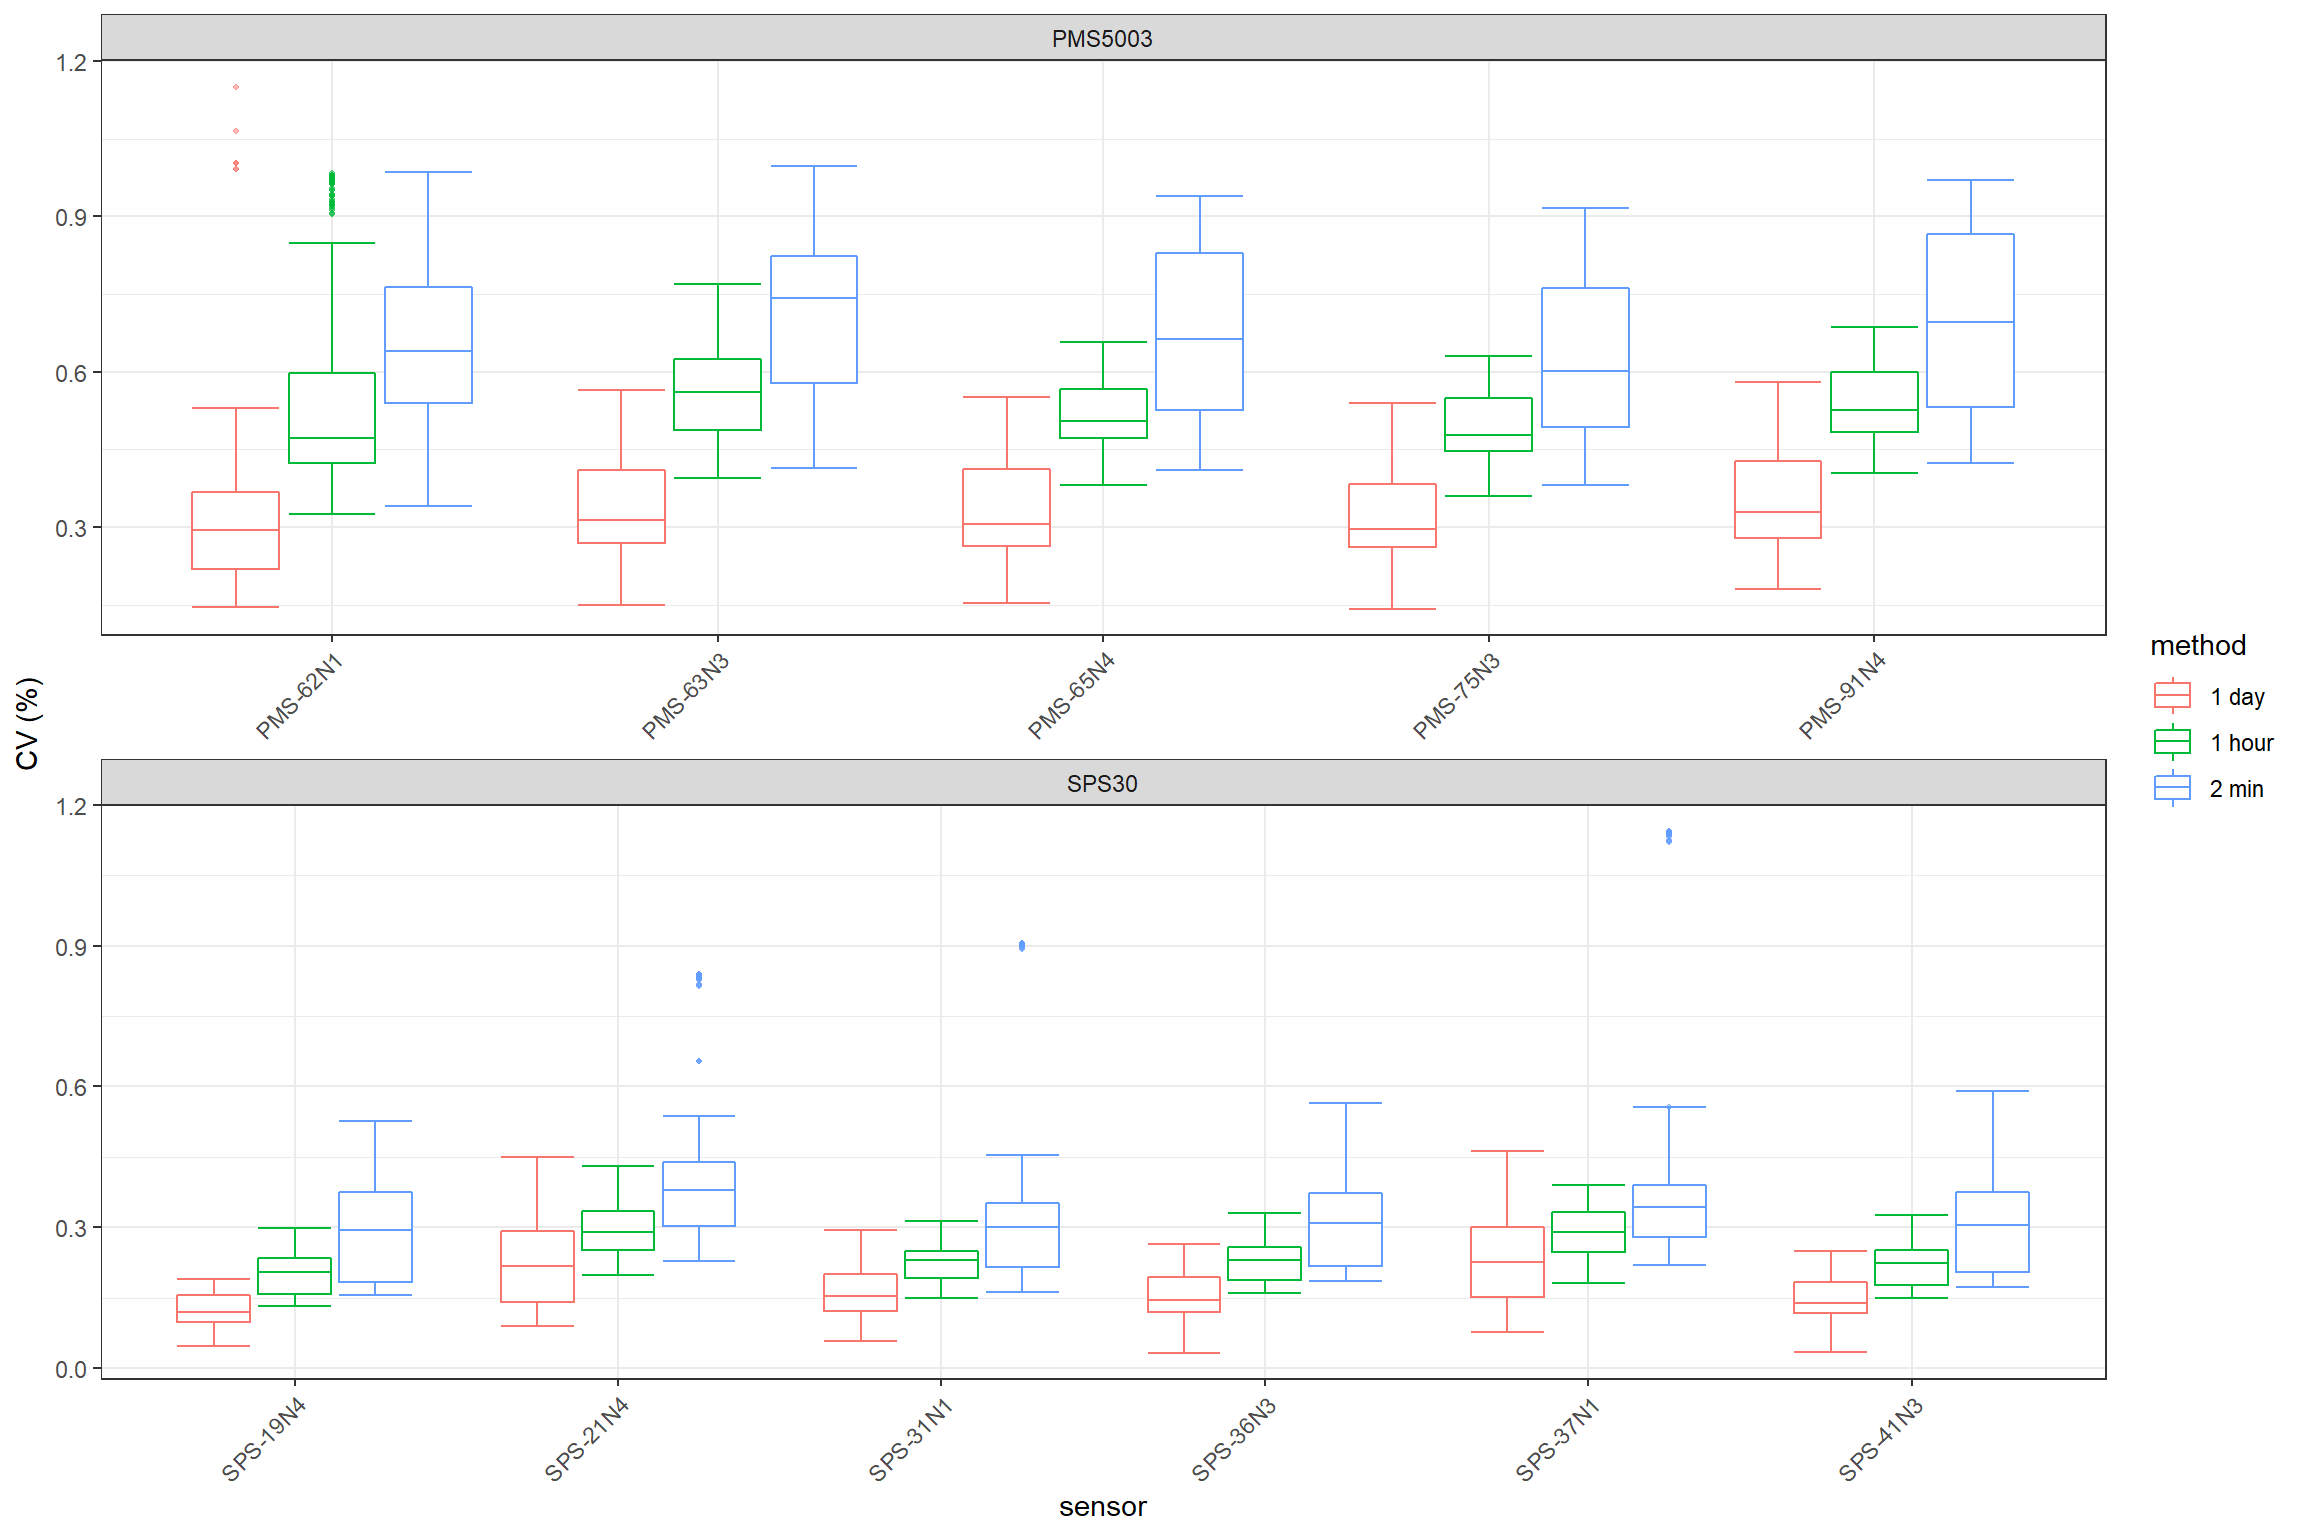 PMS5003
1.2
0.9
0.6
0.3
PMS-62N1
PMS-63N3
PMS-65N4
PMS-75N3
PMS-91N4
CV (%)
SPS30
1.2
0.9
0.6
0.3
0.0
SPS-19N4
SPS-21N4
SPS-31N1
SPS-36N3
SPS-37N1
SPS-41N3
sensor
method
1 day
1 hour
2 min